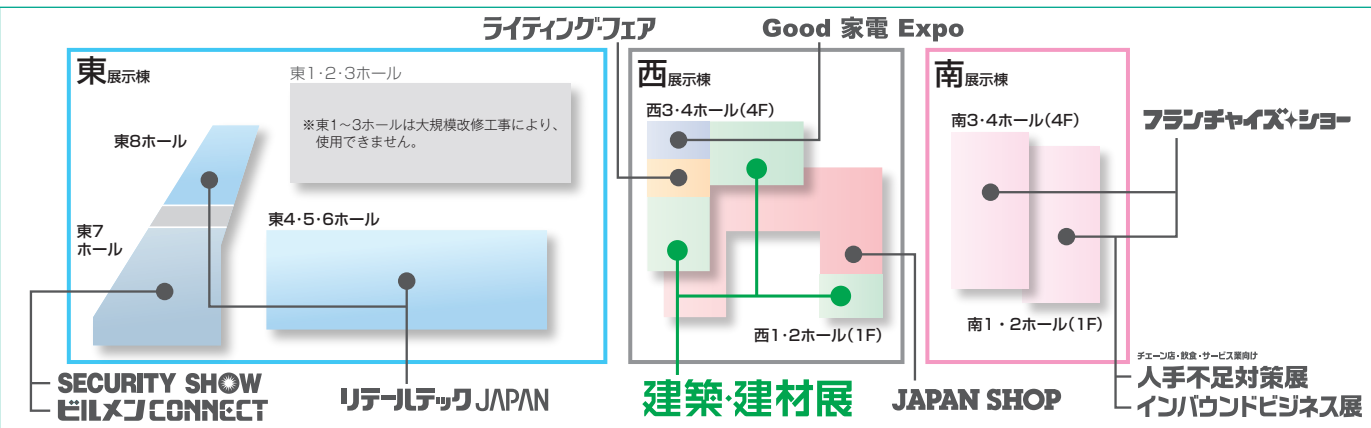 ライティング・フェア
Good 家電 Expo
東展示棟
東1・2・3ホール
※東1〜3ホールは大規模改修工事により、
使用できません。
東8ホール
東7
ホール
東4・5・6ホール
西展示棟
西3・4ホール(4F)
西1・2ホール(1F)
南展示棟
南3・4ホール(4F)
南1・2ホール(1F)
フランチャイズ・ショー
SECURITY SHOW
ビルメンCONNECT
リテールテックJAPAN
建築・建材展
JAPAN SHOP
チェーン店・飲食・サービス業向け
人手不足対策展
インバウンドビジネス展